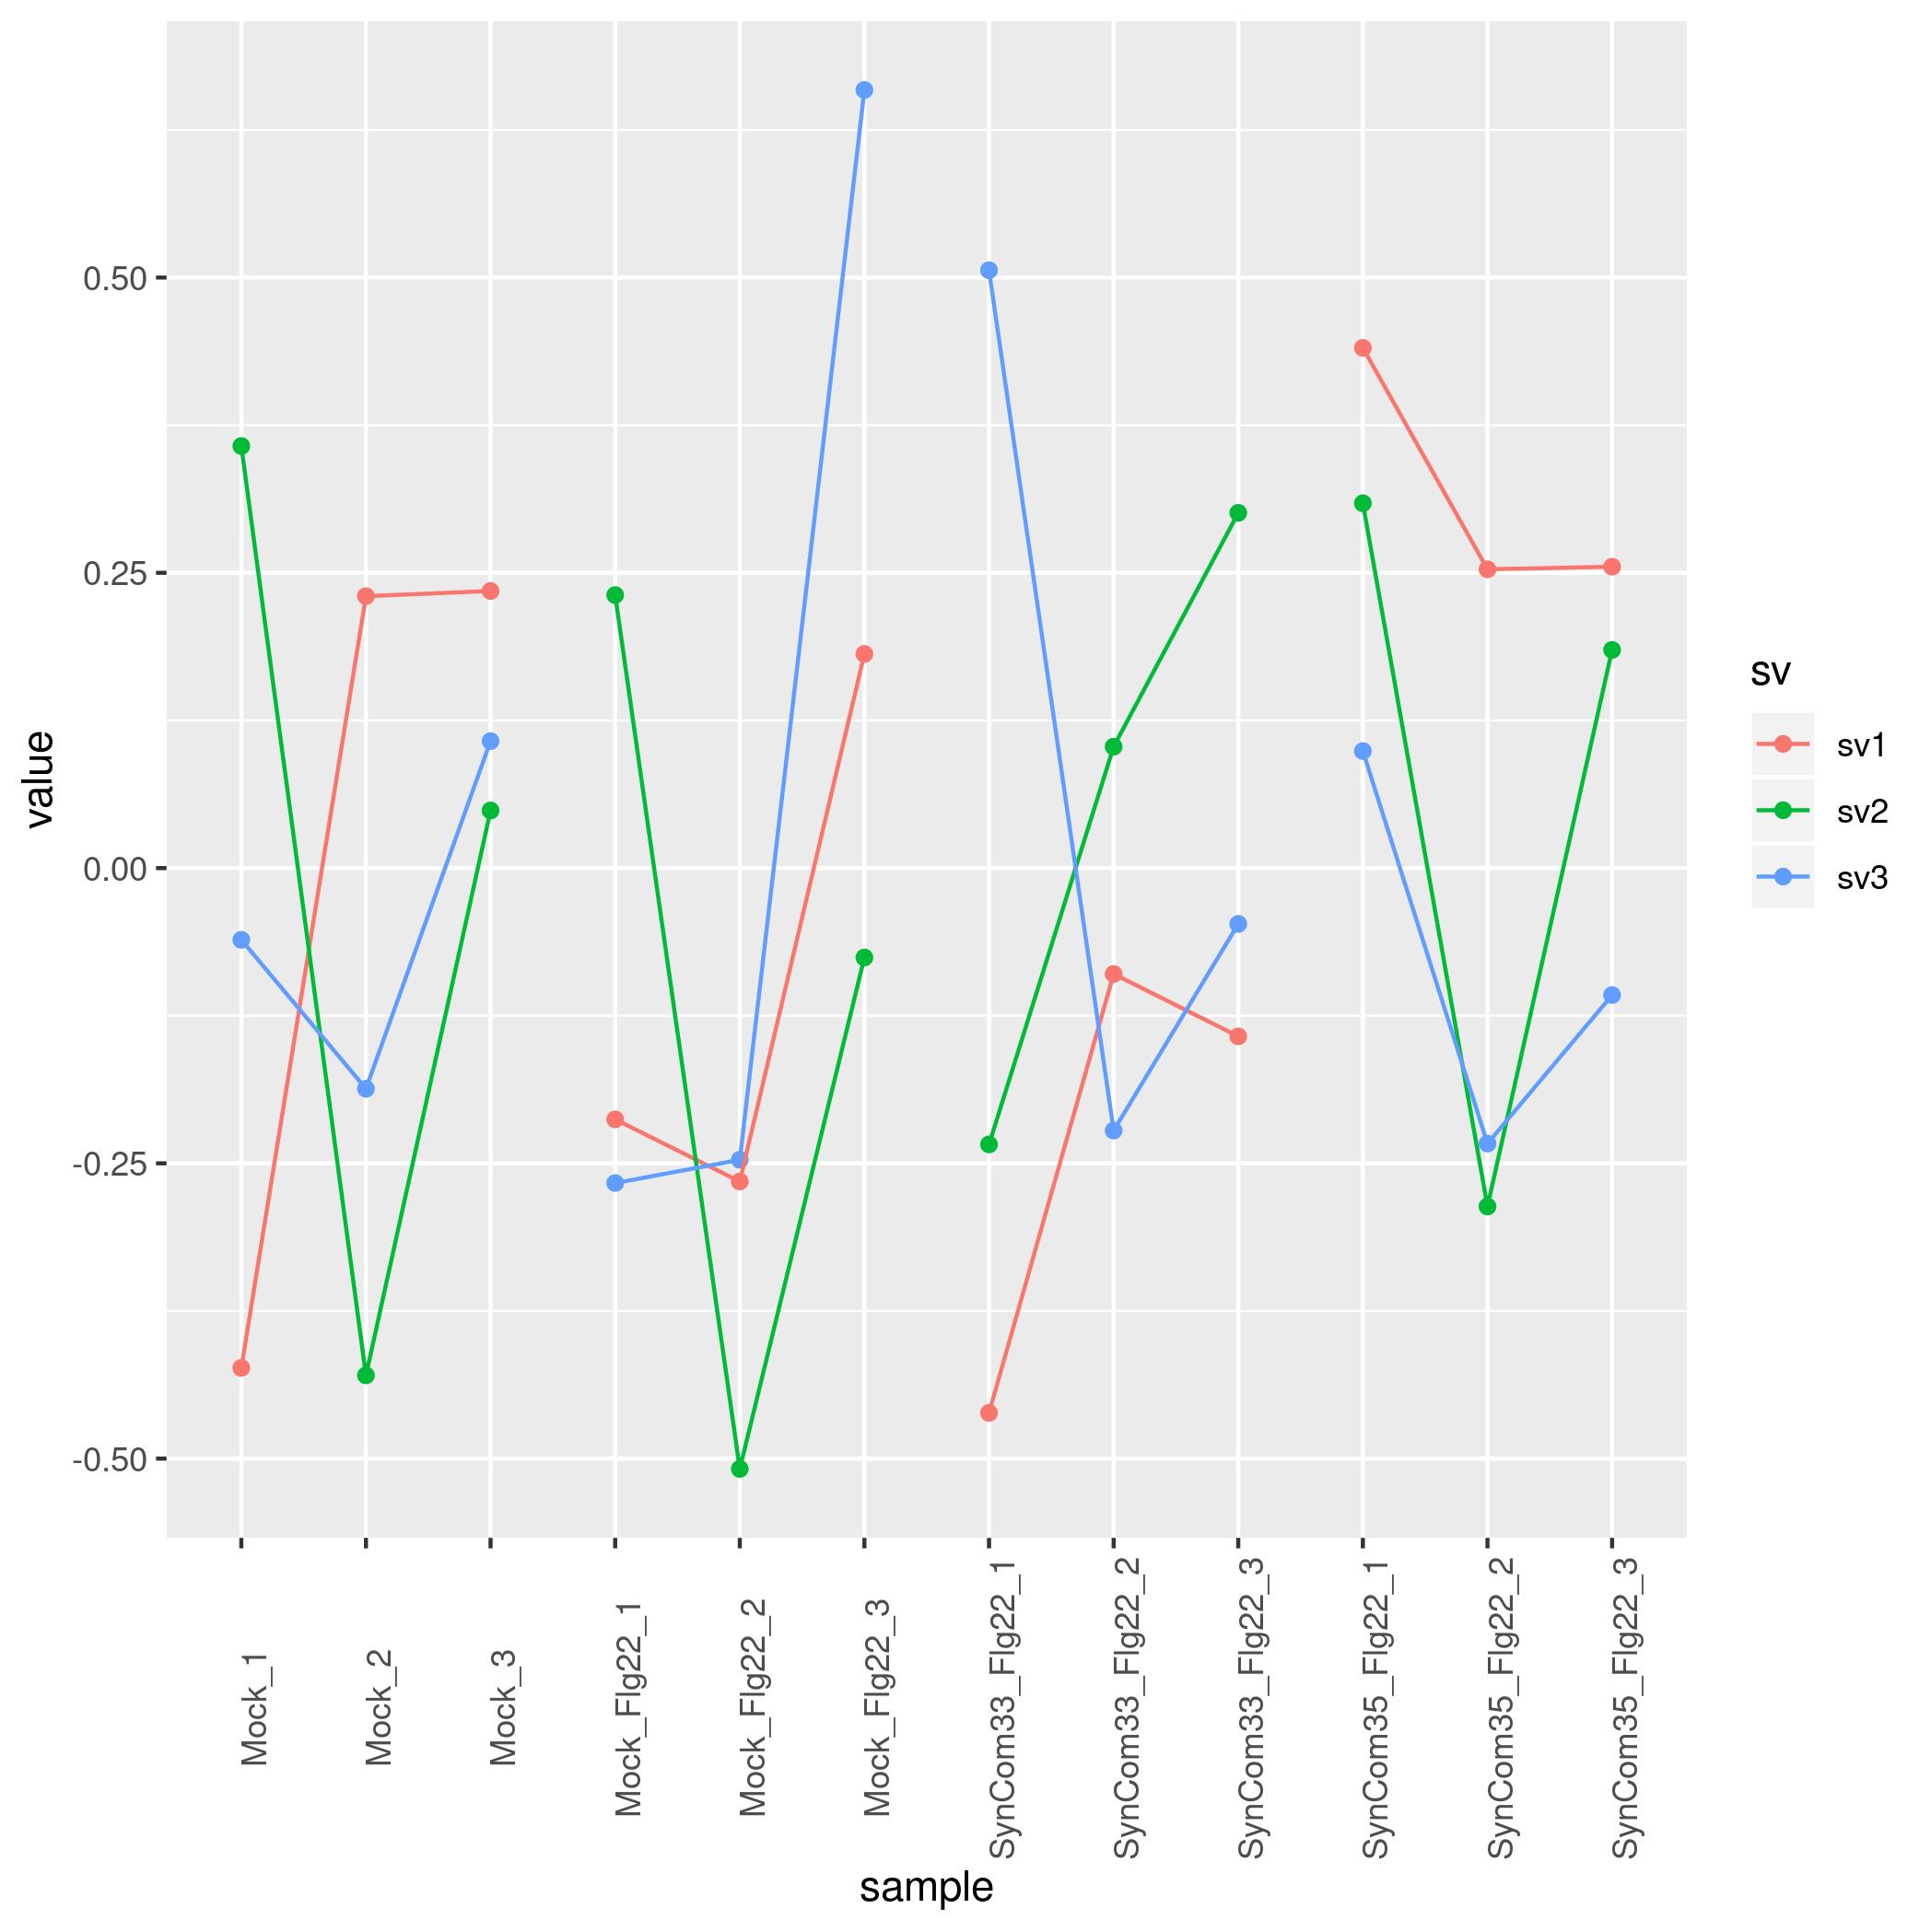 value
0.50
0.25
0.00
-0.25
-0.50
Mock_1
Mock_2
Mock_3
Mock_Flg22_1
Mock_Flg22_2
Mock_Flg22_3
SynCom33_Flg22_1
SynCom33_Flg22_2
SynCom33_Flg22_3
SynCom35_Flg22_1
SynCom35_Flg22_2
SynCom35_Flg22_3
sample
sv
sv1
sv2
sv3